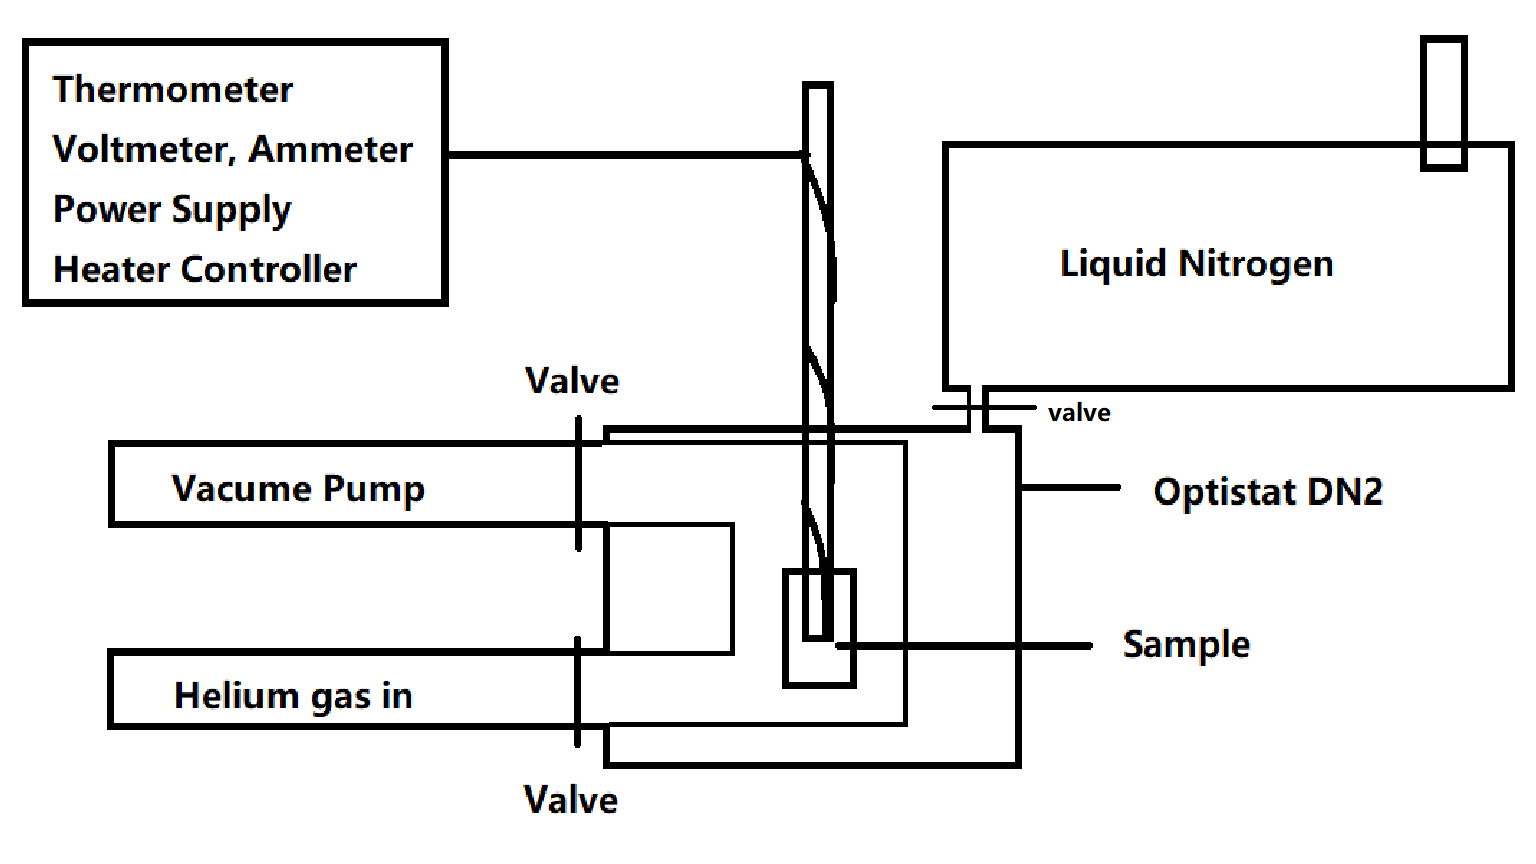 Thermometer
Voltmeter, Ammeter
Power Supply
Heater Controller
Liquid Nitrogen
Valve
valve
Vacume Pump
Optistat DN2
Sample
Helium gas in
Valve